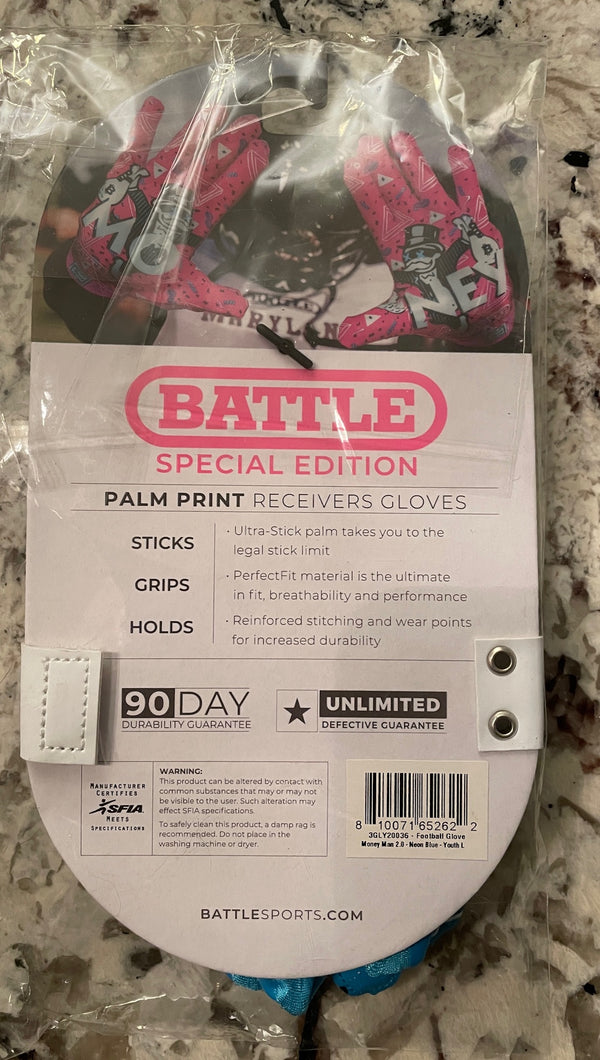 MO
NEY
MARYLAN
BATTLE
SPECIAL EDITION
PALM PRINT RECEIVERS GLOVES
STICKS
· Ultra-Stick palm takes you to the
legal stick limit
GRIPS
· PerfectFit material is the ultimate
in fit, breathability and performance
HOLDS
· Reinforced stitching and wear points
for increased durability
90 DAY
DURABILITY GUARANTEE
UNLIMITED
DEFECTIVE GUARANTEE
MANUFACTURER
CERTIFIES
SFIA
MEETS
SPECIFICATIONS
WARNING:
This product can be altered by contact with
common substances that may or may not
be visible to the user. Such alteration may
effect SFIA specifications.
To safely clean this product, a damp rag is
recommended. Do not place in the
washing machine or dryer.
8 10071 65262 2
3GLY20036 - Football Glove
Money Man 2.0 - Neon Blue - Youth L
BATTLESPORTS.COM